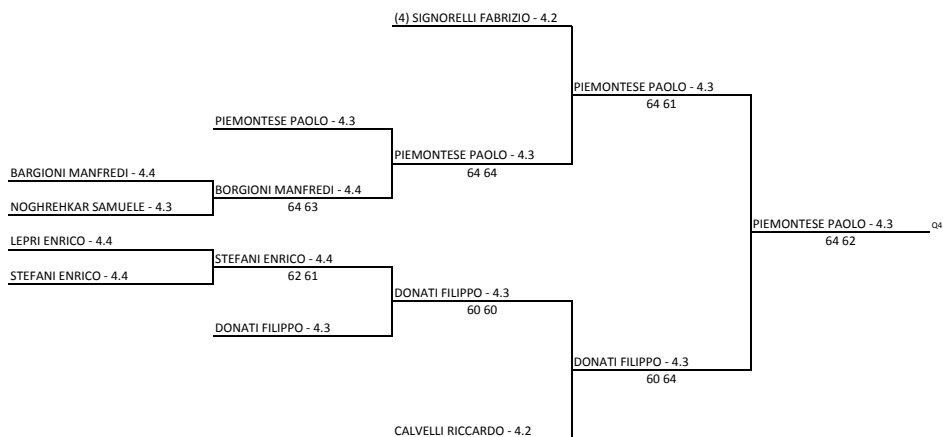 (4) SIGNORELLI FABRIZIO - 4.2
PIEMONTESE PAOLO - 4.3
64 61
PIEMONTESE PAOLO - 4.3
PIEMONTESE PAOLO - 4.3
64 64
BARGIONI MANFREDI - 4.4
BORGIONI MANFREDI - 4.4
64 63
NOGHREHKAR SAMUELE - 4.3
PIEMONTESE PAOLO - 4.3
Q4
64 62
LEPRI ENRICO - 4.4
STEFANI ENRICO - 4.4
62 61
STEFANI ENRICO - 4.4
DONATI FILIPPO - 4.3
60 60
DONATI FILIPPO - 4.3
DONATI FILIPPO - 4.3
60 64
CALVELLI RICCARDO - 4.2